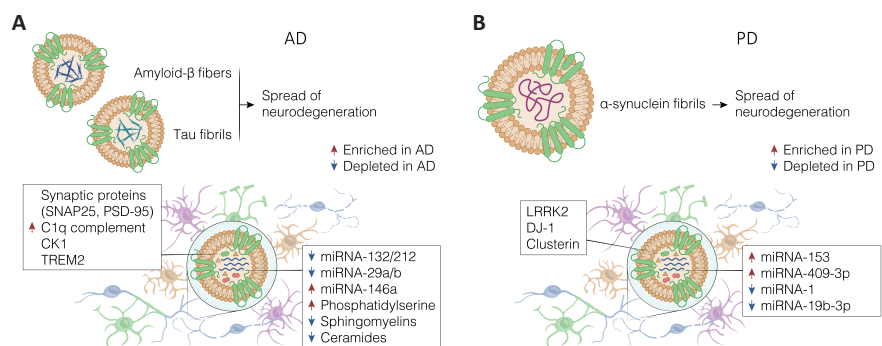 A
AD
Amyloid-β fibers
Tau fibrils
Spread of
neurodegeneration
Enriched in AD
Depleted in AD
Synaptic proteins
(SNAP25, PSD-95)
C1q complement
CK1
TREM2
miRNA-132/212
miRNA-29a/b
miRNA-146a
Phosphatidylserine
Sphingomyelins
Ceramides
B
PD
α-synuclein fibrils
Spread of
neurodegeneration
Enriched in PD
Depleted in PD
LRRK2
DJ-1
Clusterin
miRNA-153
miRNA-409-3p
miRNA-1
miRNA-19b-3p